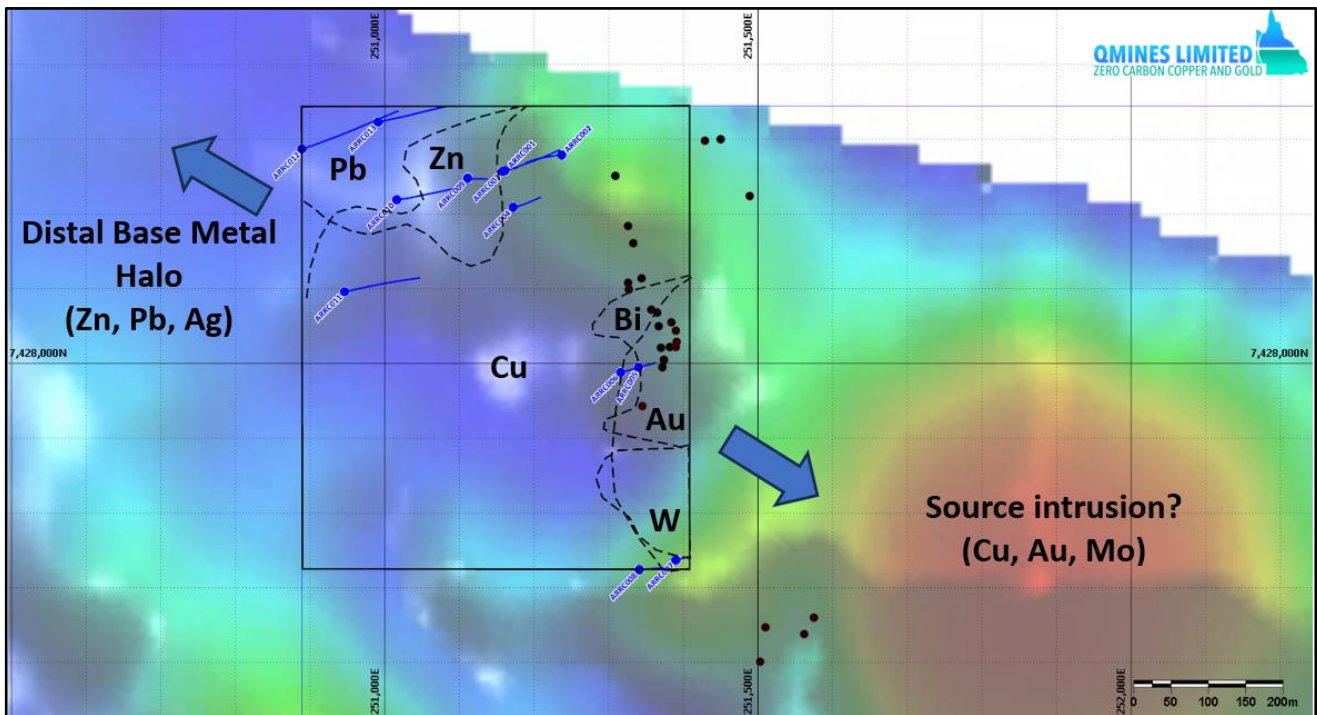 251,000E
251,500E
QMINES LIMITED
ZERO CARBON COPPER AND GOLD
ARRC012
ARRC013
Pb
Zn
ARRC001
ARRC002
ARRC003
ARRC009
ARRC010
ARRC004
Distal Base Metal
Halo
(Zn, Pb, Ag)
ARRC011
Bi
7,428,000N
7,428,000N
Cu
ARRC006
ARRC005
Au
W
Source intrusion?
(Cu, Au, Mo)
ARRC008
ARRC007
251,000E
251,500E
252,000E
0 50 100 150 200m